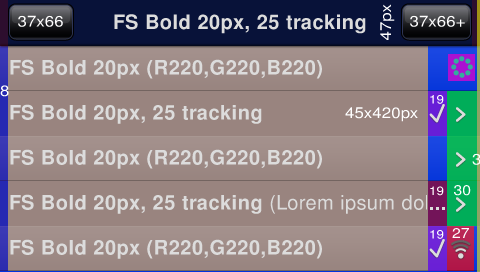 37x66 FS Bold 20px, 25 tracking 47px 37x66+
FS Bold 20px (R220,G220,B220)
8
FS Bold 20px, 25 tracking 45x420px 19
FS Bold 20px (R220,G220,B220) 3
FS Bold 20px, 25 tracking (Lorem ipsum dol 19 ... 30
FS Bold 20px (R220,G220,B220) 19 27